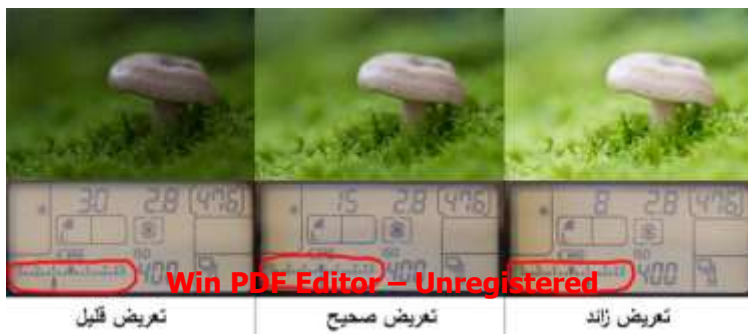 30 2.8 (476) 15 2.8 (476) 8 2.8 (476)
ISO
400 400 400
Win PDF Editor – Unregistered
تعريض قليل تعريض صحيح تعريض زائد